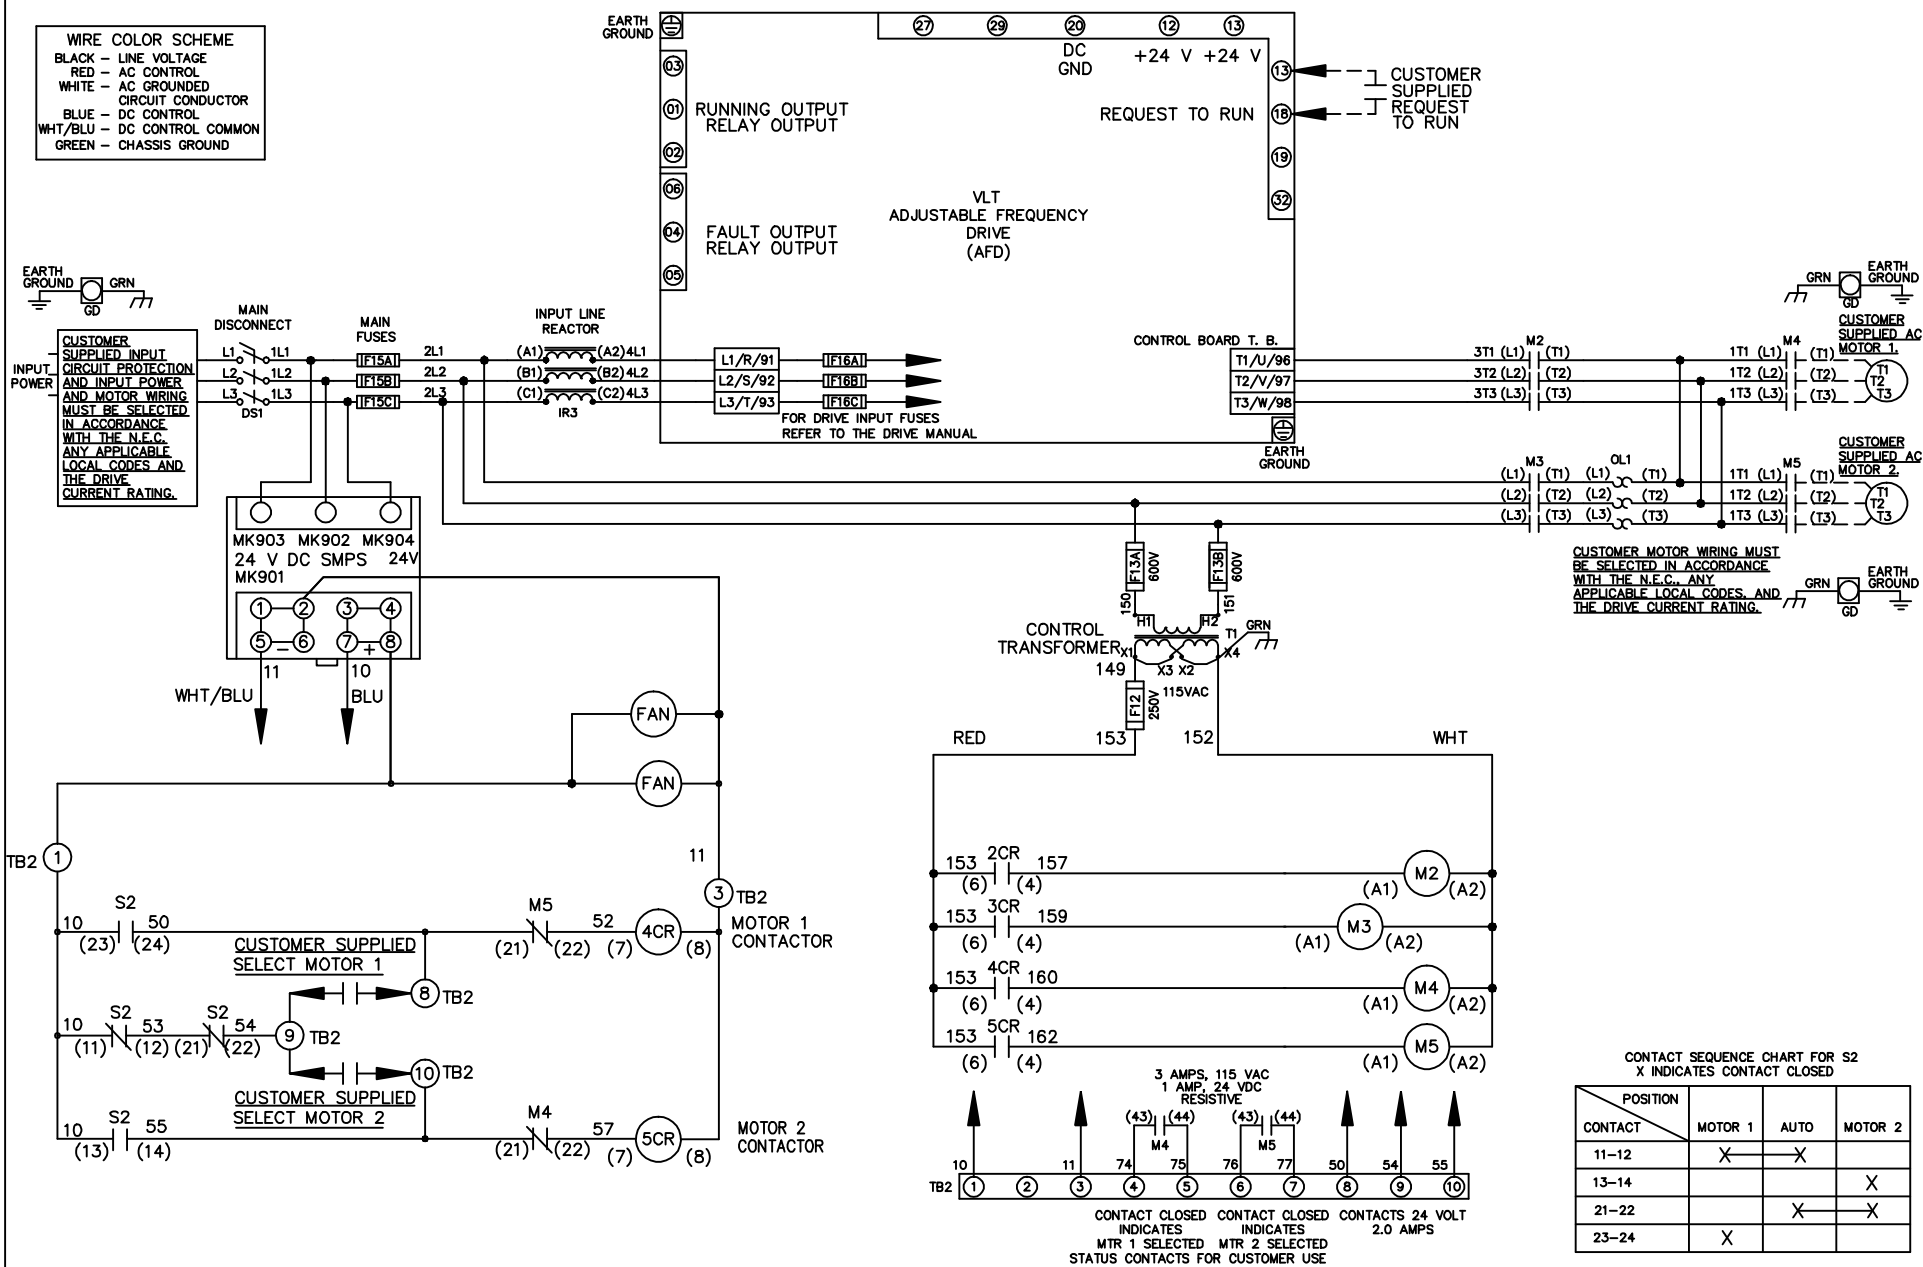 WIRE COLOR SCHEME
BLACK – LINE VOLTAGE
RED – AC CONTROL
WHITE – AC GROUNDED
CIRCUIT CONDUCTOR
BLUE – DC CONTROL
WHT/BLU – DC CONTROL COMMON
GREEN – CHASSIS GROUND
EARTH
GROUND
27 29 20 12 13
DC
GND
+24 V +24 V
03
01
02
RUNNING OUTPUT
RELAY OUTPUT
06
04
05
FAULT OUTPUT
RELAY OUTPUT
13
REQUEST TO RUN 18
19
32
CUSTOMER
SUPPLIED
REQUEST
TO RUN
VLT
ADJUSTABLE FREQUENCY
DRIVE
(AFD)
EARTH
GROUND
GRN
GD
INPUT
POWER
CUSTOMER
SUPPLIED INPUT
CIRCUIT PROTECTION
AND INPUT POWER
AND MOTOR WIRING
MUST BE SELECTED
IN ACCORDANCE
WITH THE N.E.C.
ANY APPLICABLE
LOCAL CODES AND
THE DRIVE
CURRENT RATING.
MAIN
DISCONNECT
L1 1L1
L2 1L2
L3 1L3
DS1
MAIN
FUSES
F15A 2L1
F15B 2L2
F15C 2L3
INPUT LINE
REACTOR
(A1) (A2) 4L1
(B1) (B2) 4L2
(C1) (C2) 4L3
IR3
L1/R/91 F16A
L2/S/92 F16B
L3/T/93 F16C
FOR DRIVE INPUT FUSES
REFER TO THE DRIVE MANUAL
CONTROL BOARD T. B.
T1/U/96
T2/V/97
T3/W/98
EARTH
GROUND
M2
3T1 (L1) (T1)
3T2 (L2) (T2)
3T3 (L3) (T3)
M4
1T1 (L1) (T1)
1T2 (L2) (T2)
1T3 (L3) (T3)
T1
T2
T3
GRN
GD
EARTH
GROUND
CUSTOMER
SUPPLIED AC
MOTOR 1.
M3 OL1
(L1) (T1) (L1) (T1)
(L2) (T2) (L2) (T2)
(L3) (T3) (L3) (T3)
M5
1T1 (L1) (T1)
1T2 (L2) (T2)
1T3 (L3) (T3)
T1
T2
T3
CUSTOMER
SUPPLIED AC
MOTOR 2.
CUSTOMER MOTOR WIRING MUST
BE SELECTED IN ACCORDANCE
WITH THE N.E.C., ANY
APPLICABLE LOCAL CODES, AND
THE DRIVE CURRENT RATING.
GRN
GD
EARTH
GROUND
MK903 MK902 MK904
24 V DC SMPS 24V
MK901
1 2 3 4
5 – 6 7 + 8
11 10
WHT/BLU BLU
F13A
600V
F13B
600V
150
151
H1 H2
CONTROL
TRANSFORMER
T1
GRN
X1 X3 X2 X4
149
115VAC
F12
250V
153 152
RED WHT
FAN
FAN
TB2 1
11
3 TB2
10 S2 50
(23) (24)
M5
(21) (22)
52
(7) 4CR (8)
MOTOR 1
CONTACTOR
CUSTOMER SUPPLIED
SELECT MOTOR 1
8 TB2
10 S2 53 S2 54
(11) (12) (21) (22)
9 TB2
10 TB2
CUSTOMER SUPPLIED
SELECT MOTOR 2
10 S2 55
(13) (14)
M4
(21) (22)
57
(7) 5CR (8)
MOTOR 2
CONTACTOR
153 2CR 157
(6) (4)
(A1) M2 (A2)
153 3CR 159
(6) (4)
(A1) M3 (A2)
153 4CR 160
(6) (4)
(A1) M4 (A2)
153 5CR 162
(6) (4)
(A1) M5 (A2)
3 AMPS, 115 VAC
1 AMP, 24 VDC
RESISTIVE
(43) (44) (43) (44)
M4 M5
10 11 74 75 76 77 50 54 55
TB2 1 2 3 4 5 6 7 8 9 10
CONTACT CLOSED
INDICATES
MTR 1 SELECTED
CONTACT CLOSED
INDICATES
MTR 2 SELECTED
CONTACTS 24 VOLT
2.0 AMPS
STATUS CONTACTS FOR CUSTOMER USE
CONTACT SEQUENCE CHART FOR S2
X INDICATES CONTACT CLOSED
POSITION
CONTACT MOTOR 1 AUTO MOTOR 2
11–12 X X
13–14 X
21–22 X X
23–24 X